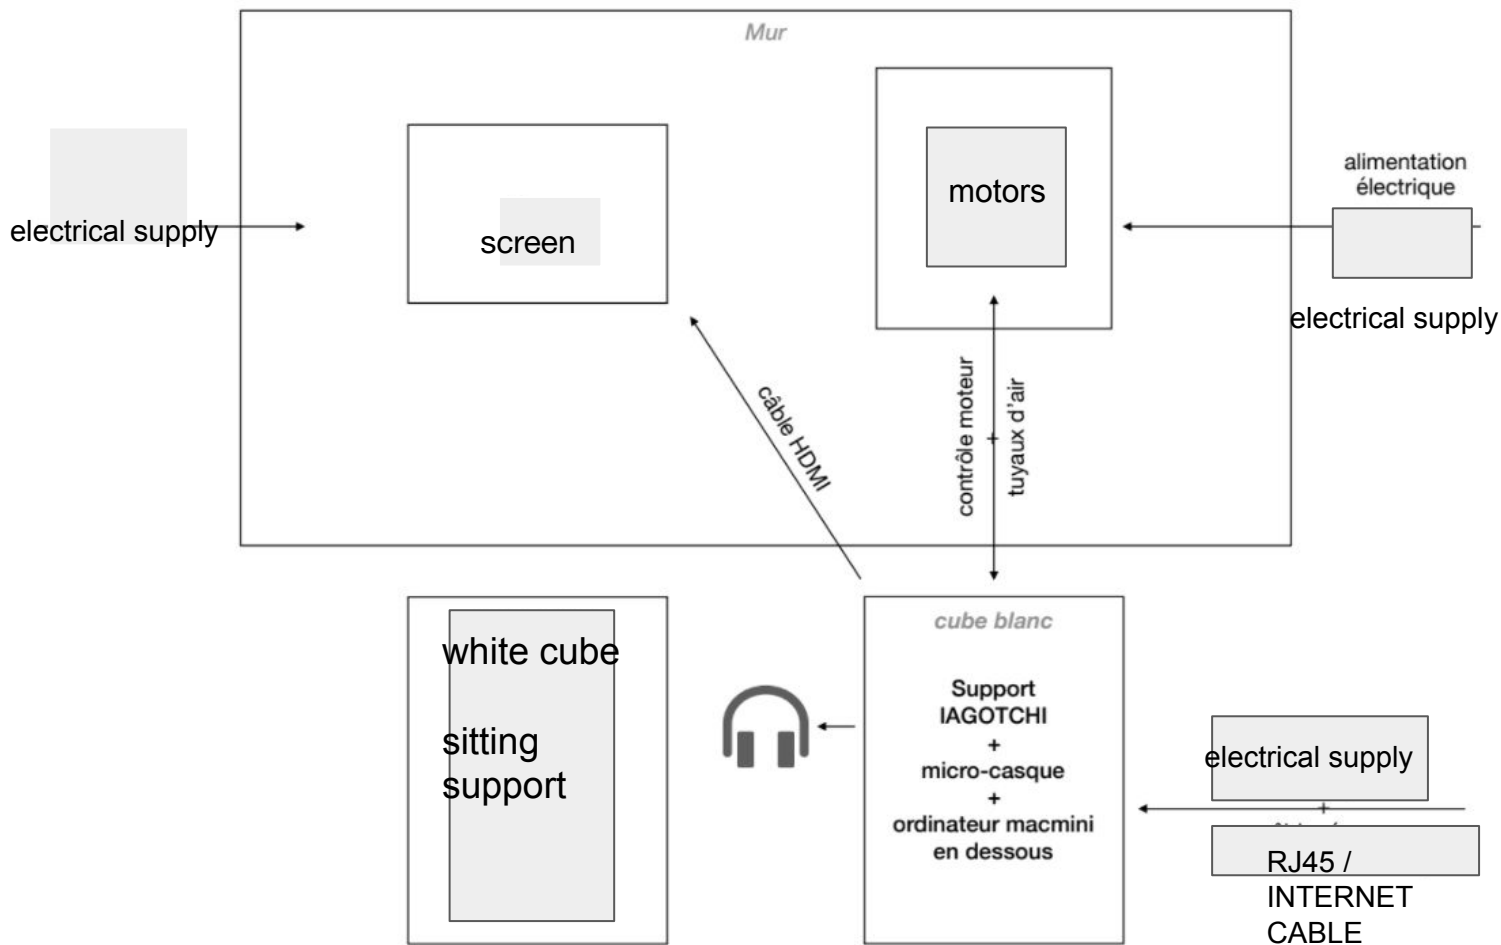 Mur
electrical supply
screen
motors
alimentation
électrique
electrical supply
câble HDMI
contrôle moteur
tuyaux d'air
white cube
sitting
support
cube blanc
Support
IAGOTCHI
+
micro-casque
+
ordinateur macmini
en dessous
electrical supply
+
RJ45 /
INTERNET
CABLE